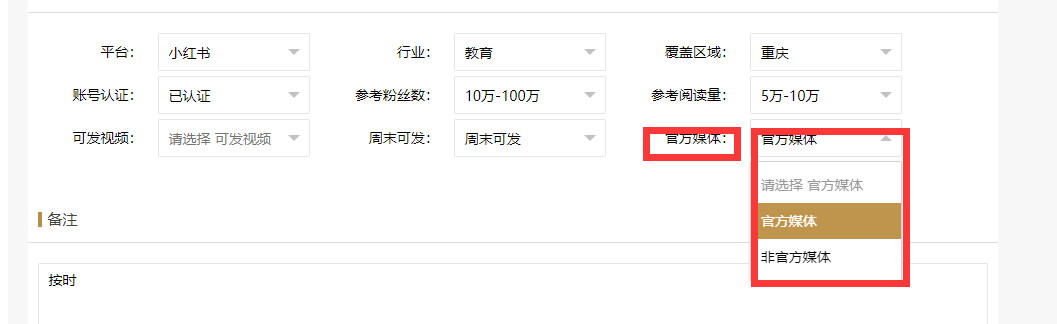 平台： 小红书 行业： 教育 覆盖区域： 重庆
账号认证： 已认证 参考粉丝数： 10万-100万 参考阅读量： 5万-10万
可发视频： 请选择 可发视频 周末可发： 周末可发 官方媒体： 官方媒体
请选择 官方媒体
官方媒体
非官方媒体
备注
按时